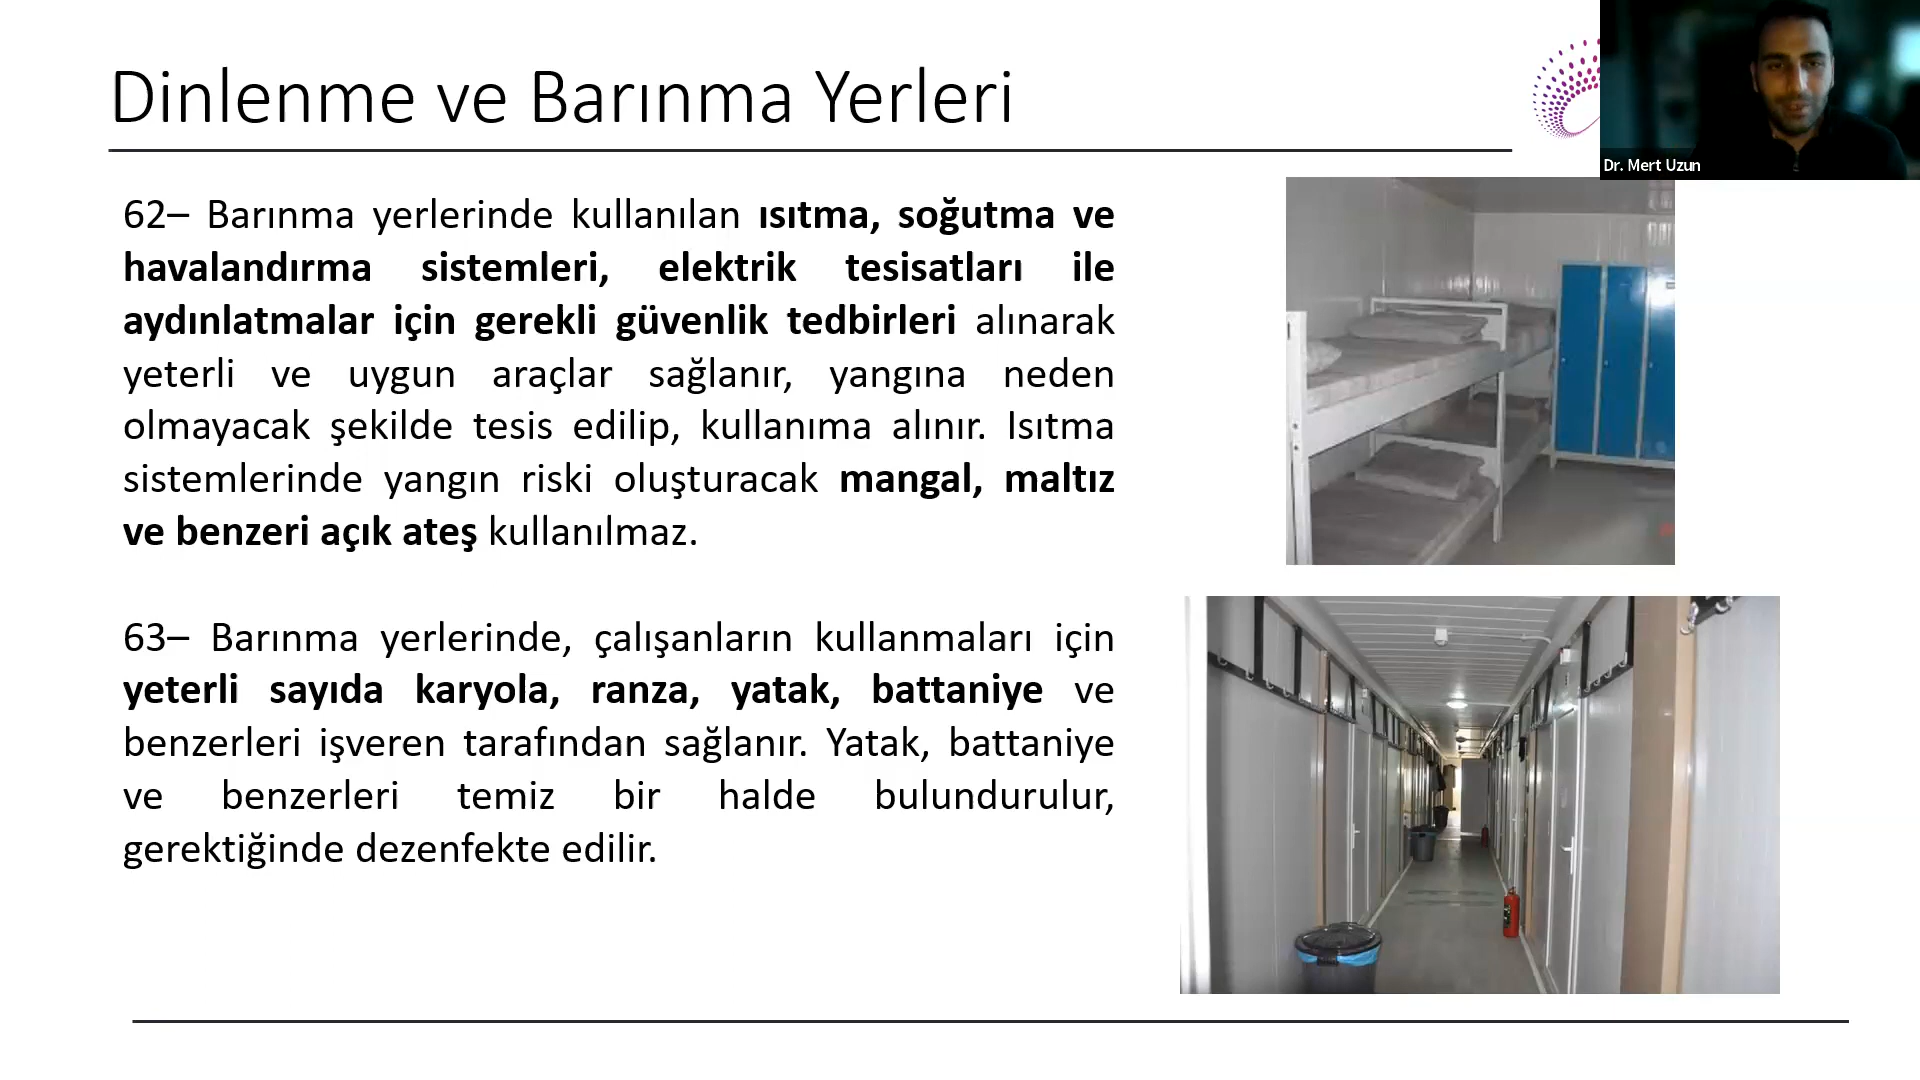 Dinlenme ve Barınma Yerleri
Dr. Mert Uzun
62– Barınma yerlerinde kullanılan ısıtma, soğutma ve
havalandırma sistemleri, elektrik tesisatları ile
aydınlatmalar için gerekli güvenlik tedbirleri alınarak
yeterli ve uygun araçlar sağlanır, yangına neden
olmayacak şekilde tesis edilip, kullanıma alınır. Isıtma
sistemlerinde yangın riski oluşturacak mangal, maltız
ve benzeri açık ateş kullanılmaz.
63– Barınma yerlerinde, çalışanların kullanmaları için
yeterli sayıda karyola, ranza, yatak, battaniye ve
benzerleri işveren tarafından sağlanır. Yatak, battaniye
ve benzerleri temiz bir halde bulundurulur,
gerektiğinde dezenfekte edilir.